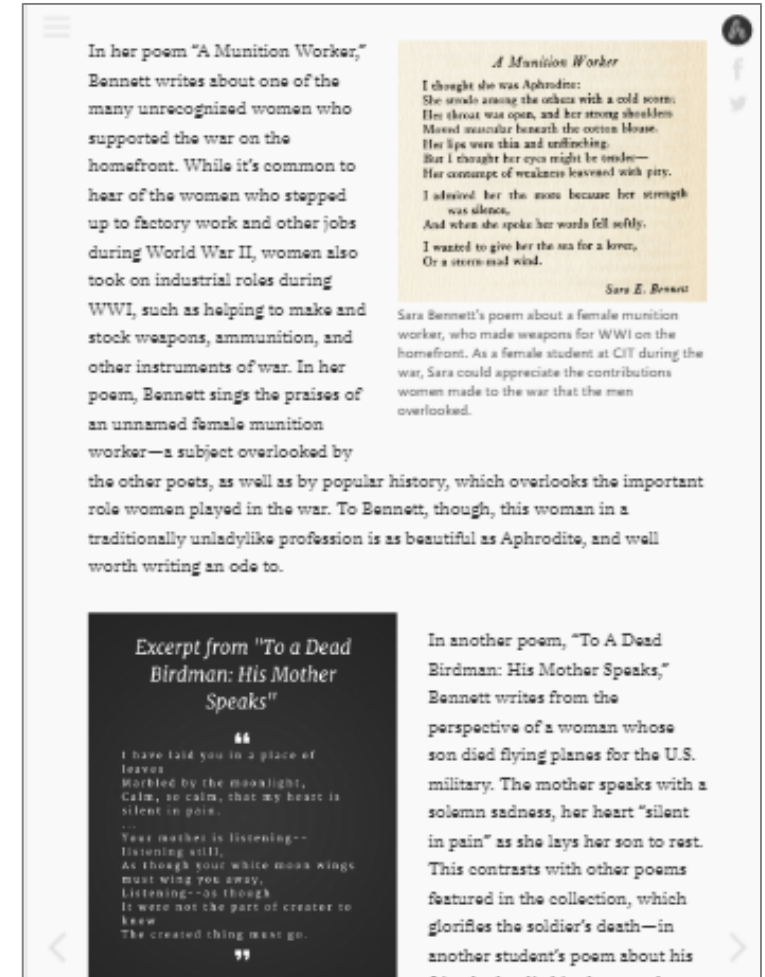 In her poem “A Munition Worker,”
Bennett writes about one of the
many unrecognized women who
supported the war on the
homefront. While it’s common to
hear of the women who stepped
up to factory work and other jobs
during World War II, women also
took on industrial roles during
WWI, such as helping to make and
stock weapons, ammunition, and
other instruments of war. In her
poem, Bennett sings the praises of
an unnamed female munition
worker—a subject overlooked by
the other poets, as well as by popular history, which overlooks the important
role women played in the war. To Bennett, though, this woman in a
traditionally unladylike profession is as beautiful as Aphrodite, and well
worth writing an ode to.
A Munition Worker
I thought she was Aphrodite:
She strode among the others with a cold scorn;
Her throat was open, and her strong shoulders
Moved muscular beneath the cotton blouse.
Her lips were thin and unflinching.
But I thought her eyes might be tender—
Her contempt of weakness leavened with pity.
I admired her the more because her strength
was silence,
And when she spoke her words fell softly.
I wanted to give her the sea for a lover,
Or a storm-mad wind.
Sara E. Bennett
Sara Bennett's poem about a female munition
worker, who made weapons for WWI on the
homefront. As a female student at CIT during the
war, Sara could appreciate the contributions
women made to the war that the men
overlooked.
Excerpt from "To a Dead
Birdman: His Mother
Speaks"
❝
I have laid you in a place of
leaves
Marbled by the moonlight,
Calm, so calm, that my heart is
silent in pain.
...
Your mother is listening--
listening still,
As though your white moon wings
must wing you away,
Listening--as though
It were not the part of creator to
know
The created thing must go.
❞
In another poem, “To A Dead
Birdman: His Mother Speaks,”
Bennett writes from the
perspective of a woman whose
son died flying planes for the U.S.
military. The mother speaks with a
solemn sadness, her heart “silent
in pain” as she lays her son to rest.
This contrasts with other poems
featured in the collection, which
glorifies the soldier’s death—in
another student’s poem about his